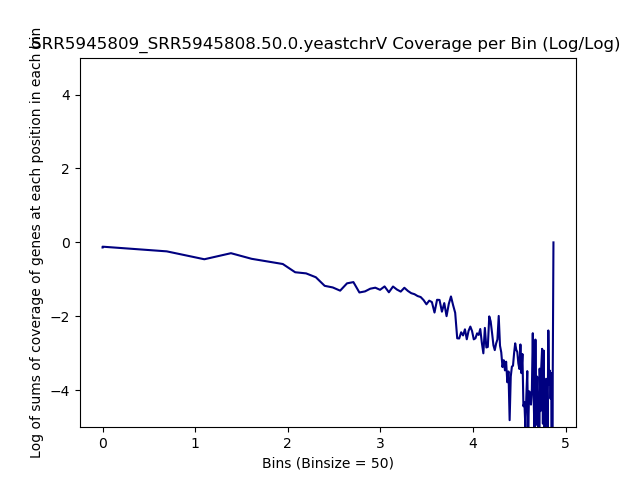 SRR5945809_SRR5945808.50.0.yeastchrV Coverage per Bin (Log/Log)
Log of sums of coverage of genes at each position in each bin
4
2
0
−2
−4
0 1 2 3 4 5
Bins (Binsize = 50)